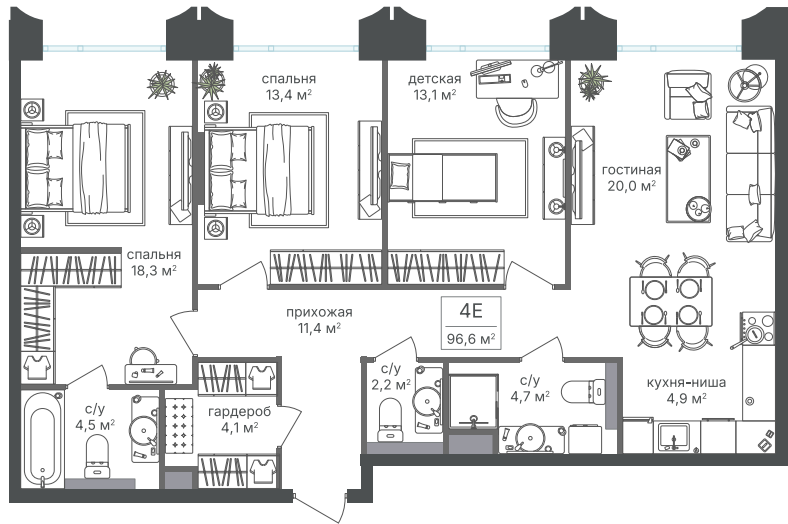 спальня
13,4 м²
детская
13,1 м²
гостиная
20,0 м²
спальня
18,3 м²
прихожая
11,4 м²
4Е
96,6 м²
с/у
2,2 м²
с/у
4,7 м²
кухня-ниша
4,9 м²
с/у
4,5 м²
гардероб
4,1 м²